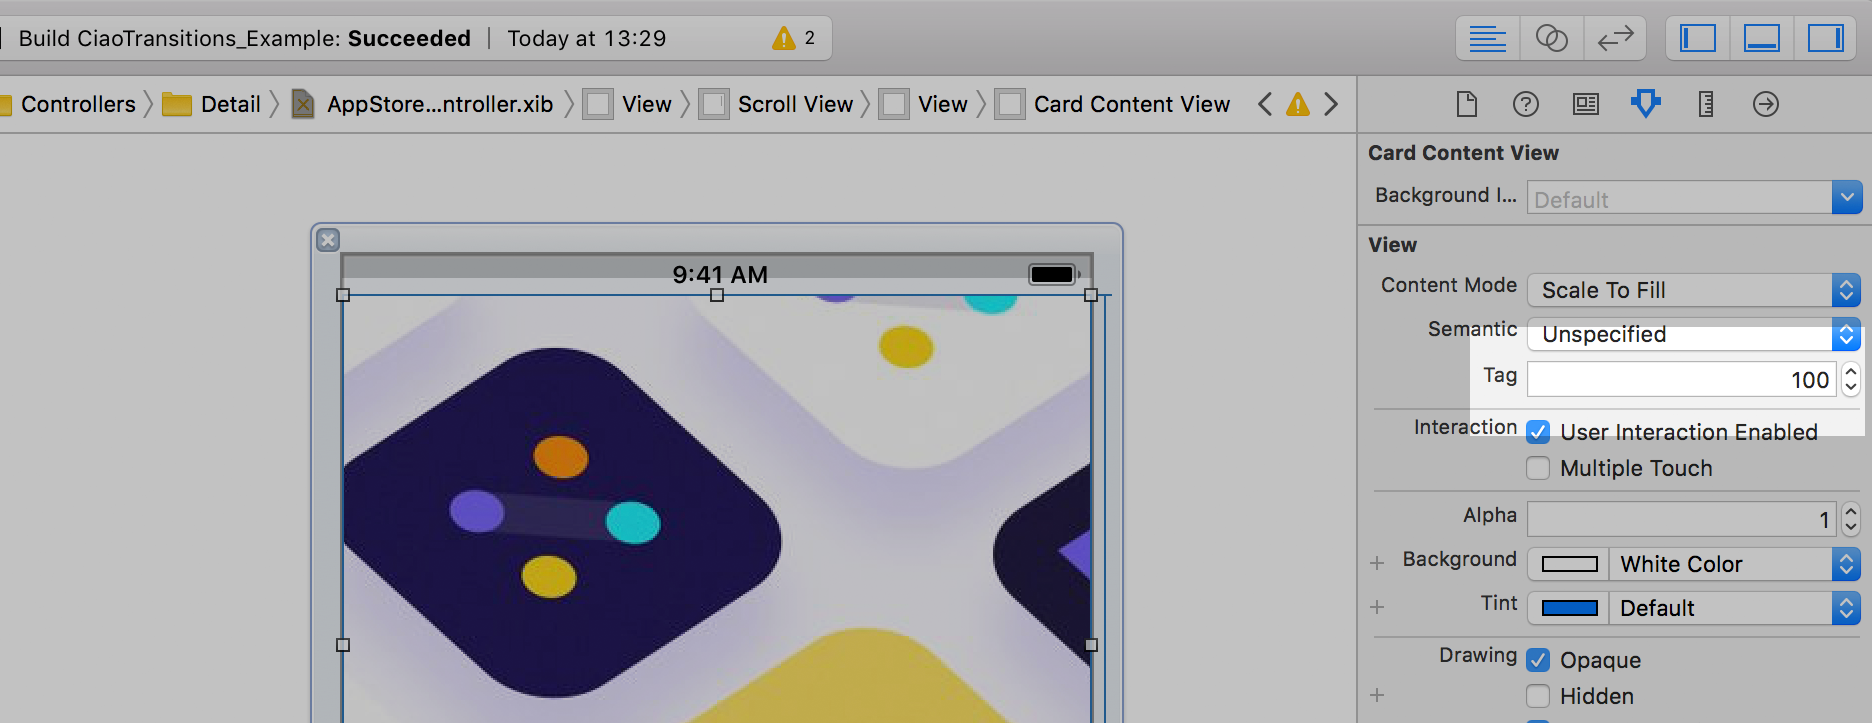 Build CiaoTransitions_Example: Succeeded | Today at 13:29 2
Controllers Detail AppStore...ntroller.xib View Scroll View View Card Content View
Card Content View
Background I... Default
View
9:41 AM
Content Mode Scale To Fill
Semantic Unspecified
Tag 100
Interaction User Interaction Enabled
Multiple Touch
Alpha 1
Background White Color
Tint Default
Drawing Opaque
Hidden